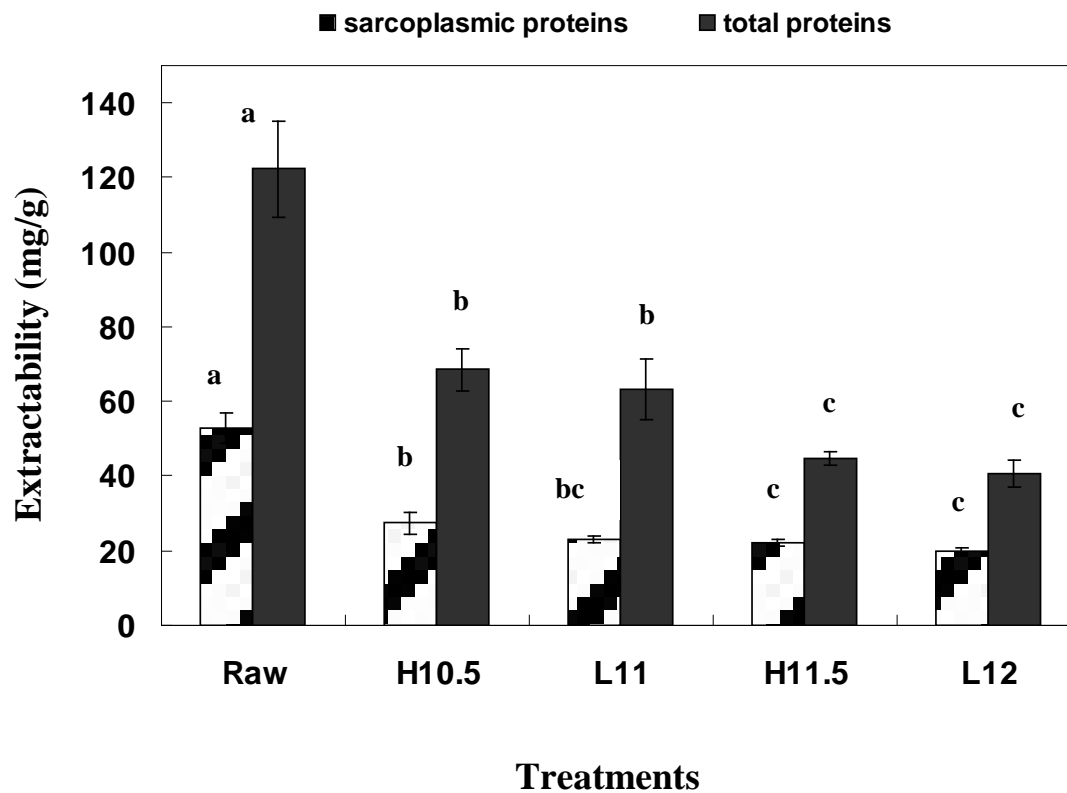 sarcoplasmic proteins total proteins
Extractability (mg/g)
140
120
100
80
60
40
20
0
a
a
b
b
bc
b
c
c
c
c
Raw H10.5 L11 H11.5 L12
Treatments